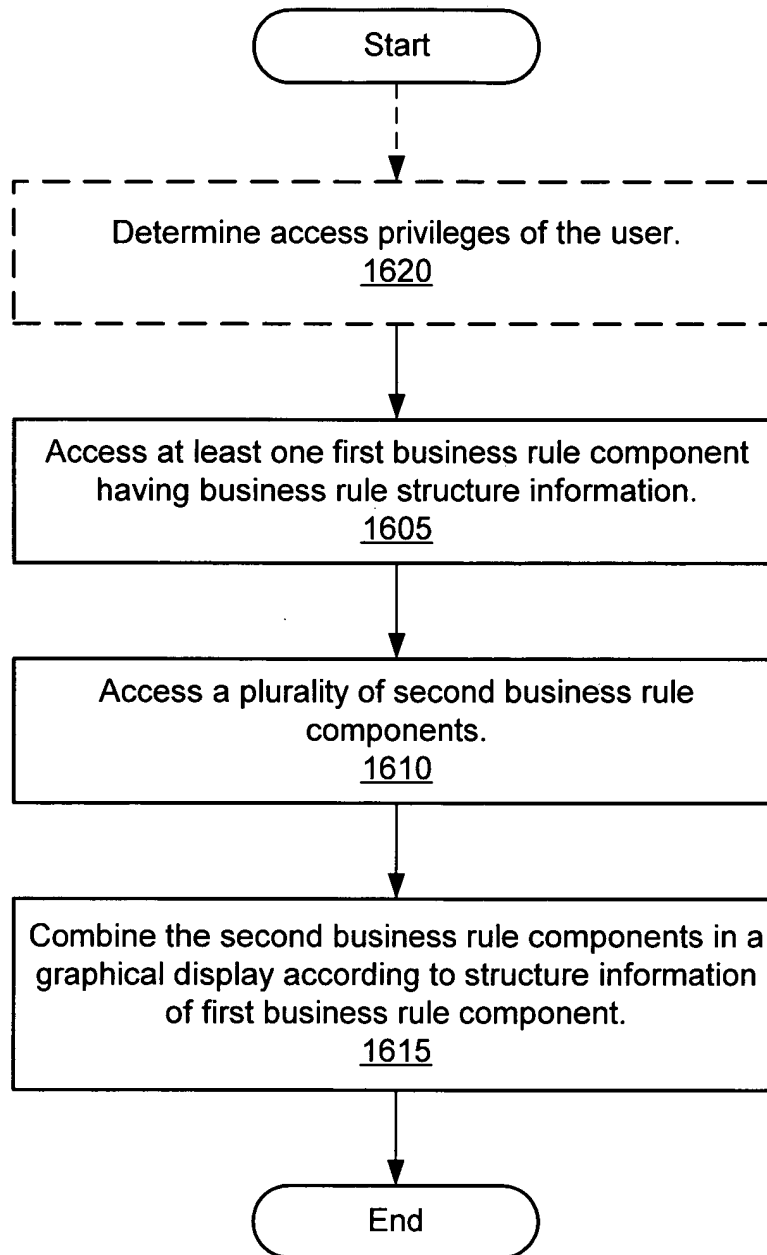 Start
Determine access privileges of the user.
1620
Access at least one first business rule component
having business rule structure information.
1605
Access a plurality of second business rule
components.
1610
Combine the second business rule components in a
graphical display according to structure information
of first business rule component.
1615
End